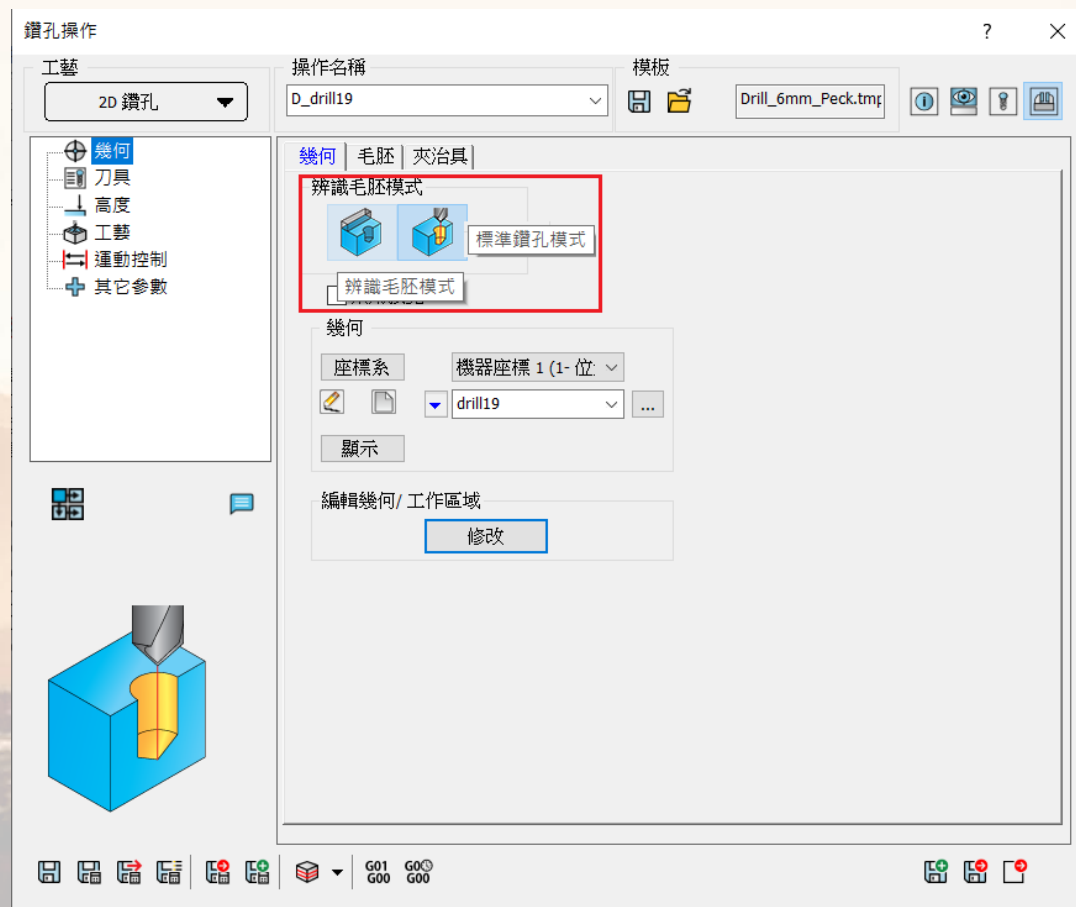 鑽孔操作
?
工藝
2D 鑽孔
操作名稱
D_drill19
模板
Drill_6mm_Peck.tmp
幾何
刀具
高度
工藝
運動控制
其它參數
幾何
毛胚
夾治具
辨識毛胚模式
標準鑽孔模式
辨識毛胚模式
幾何
座標系
機器座標 1 (1- 位
drill19
...
顯示
編輯幾何/ 工作區域
修改
G01
G00
G00
G00